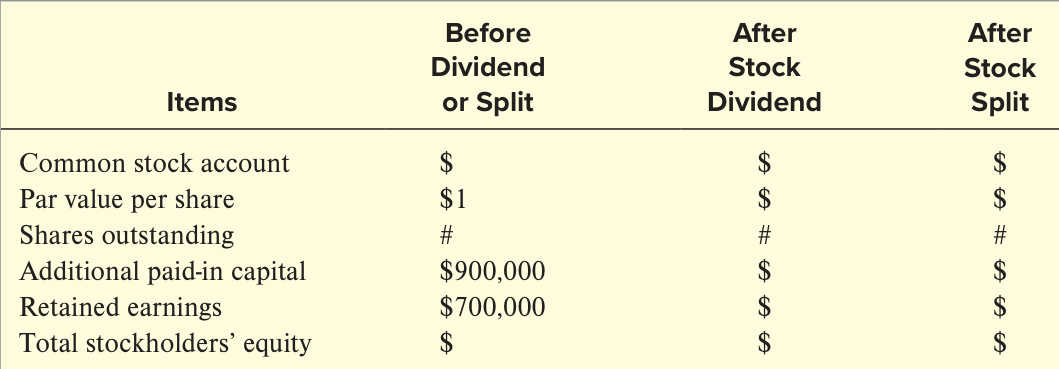 Before After After
Dividend Stock Stock
Items or Split Dividend Split
Common stock account $ $ $
Par value per share $1 $ $
Shares outstanding # # #
Additional paid-in capital $900,000 $ $
Retained earnings $700,000 $ $
Total stockholders’ equity $ $ $